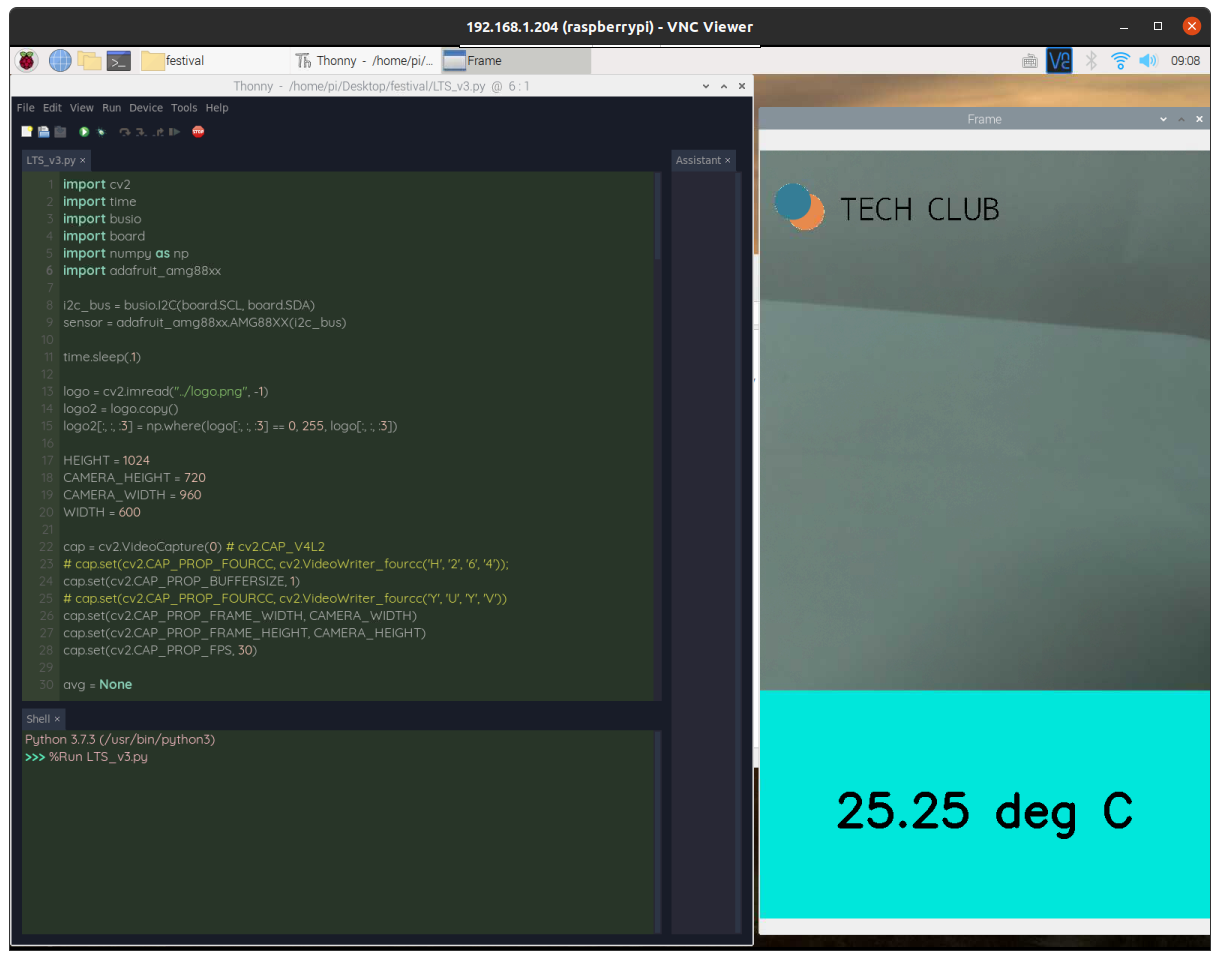 192.168.1.204 (raspberrypi) - VNC Viewer
festival
Th Thonny - /home/pi/...
Frame
V2
09:08
Thonny - /home/pi/Desktop/festival/LTS_v3.py @ 6 : 1
File Edit View Run Device Tools Help
STOP
LTS_v3.py ×
1 import cv2
2 import time
3 import busio
4 import board
5 import numpy as np
6 import adafruit_amg88xx
7
8 i2c_bus = busio.I2C(board.SCL, board.SDA)
9 sensor = adafruit_amg88xx.AMG88XX(i2c_bus)
10
11 time.sleep(.1)
12
13 logo = cv2.imread("../logo.png", -1)
14 logo2 = logo.copy()
15 logo2[:, :, :3] = np.where(logo[:, :, :3] == 0, 255, logo[:, :, :3])
16
17 HEIGHT = 1024
18 CAMERA_HEIGHT = 720
19 CAMERA_WIDTH = 960
20 WIDTH = 600
21
22 cap = cv2.VideoCapture(0) # cv2.CAP_V4L2
23 # cap.set(cv2.CAP_PROP_FOURCC, cv2.VideoWriter_fourcc('H', '2', '6', '4'));
24 cap.set(cv2.CAP_PROP_BUFFERSIZE, 1)
25 # cap.set(cv2.CAP_PROP_FOURCC, cv2.VideoWriter_fourcc('Y', 'U', 'Y', 'V'))
26 cap.set(cv2.CAP_PROP_FRAME_WIDTH, CAMERA_WIDTH)
27 cap.set(cv2.CAP_PROP_FRAME_HEIGHT, CAMERA_HEIGHT)
28 cap.set(cv2.CAP_PROP_FPS, 30)
29
30 avg = None
Shell ×
Python 3.7.3 (/usr/bin/python3)
>>> %Run LTS_v3.py
Assistant ×
Frame
TECH CLUB
25.25 deg C